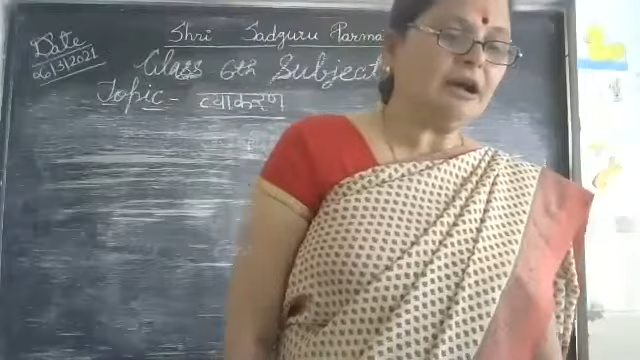 Date
26/3/2021
Shri Sadguru Parma
Class 6th Subject
Topic- व्याकरण